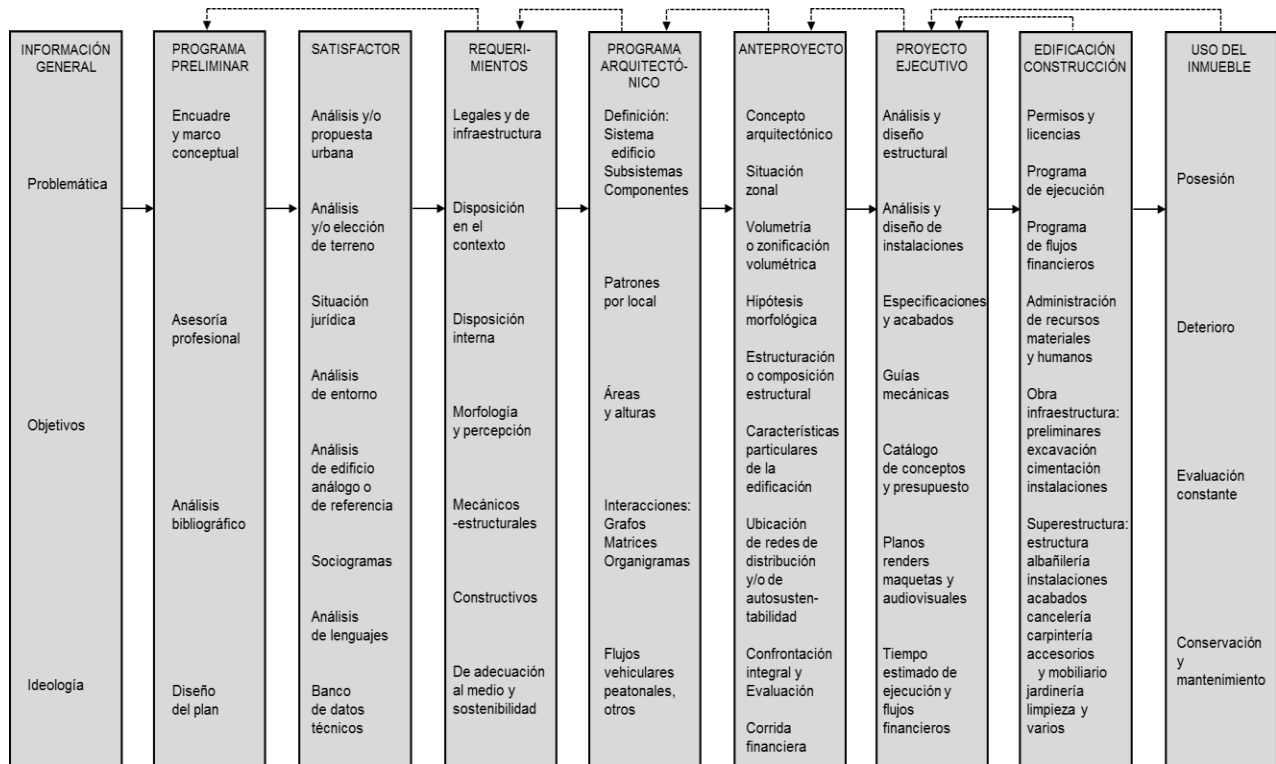 INFORMACIÓN
GENERAL
Problemática
Objetivos
Ideología
PROGRAMA
PRELIMINAR
Encuadre
y marco
conceptual
Asesoría
profesional
Análisis
bibliográfico
Diseño
del plan
SATISFACTOR
Análisis y/o
propuesta
urbana
Análisis
y/o elección
de terreno
Situación
jurídica
Análisis
de entorno
Análisis
de edificio
análogo o
de referencia
Sociogramas
Análisis
de lenguajes
Banco
de datos
técnicos
REQUERI-
MIENTOS
Legales y de
infraestructura
Disposición
en el
contexto
Disposición
interna
Morfología
y percepción
Mecánicos
-estructurales
Constructivos
De adecuación
al medio y
sostenibilidad
PROGRAMA
ARQUITECTÓ-
NICO
Definición:
Sistema
edificio
Subsistemas
Componentes
Patrones
por local
Áreas
y alturas
Interacciones:
Grafos
Matrices
Organigramas
Flujos
vehiculares
peatonales,
otros
ANTEPROYECTO
Concepto
arquitectónico
Situación
zonal
Volumetría
o zonificación
volumétrica
Hipótesis
morfológica
Estructuración
o composición
estructural
Características
particulares
de la
edificación
Ubicación
de redes de
distribución
y/o de
autosusten-
tabilidad
Confrontación
integral y
Evaluación
Corrida
financiera
PROYECTO
EJECUTIVO
Análisis y
diseño
estructural
Análisis y
diseño de
instalaciones
Especificaciones
y acabados
Guías
mecánicas
Catálogo
de conceptos
y presupuesto
Planos
renders
maquetas y
audiovisuales
Tiempo
estimado de
ejecución y
flujos
financieros
EDIFICACIÓN
CONSTRUCCIÓN
Permisos y
licencias
Programa
de ejecución
Programa
de flujos
financieros
Administración
de recursos
materiales
y humanos
Obra
infraestructura:
preliminares
excavación
cimentación
instalaciones
Superestructura:
estructura
albañilería
instalaciones
acabados
cancelería
carpintería
accesorios
y mobiliario
jardinería
limpieza y
varios
USO DEL
INMUEBLE
Posesión
Deterioro
Evaluación
constante
Conservación
y
mantenimiento